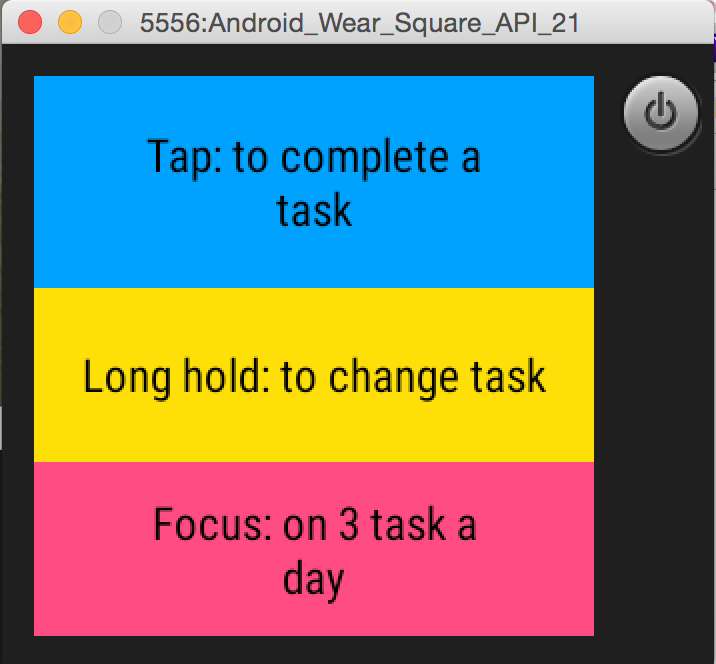 5556:Android_Wear_Square_API_21
Tap: to complete a
task
Long hold: to change task
Focus: on 3 task a
day